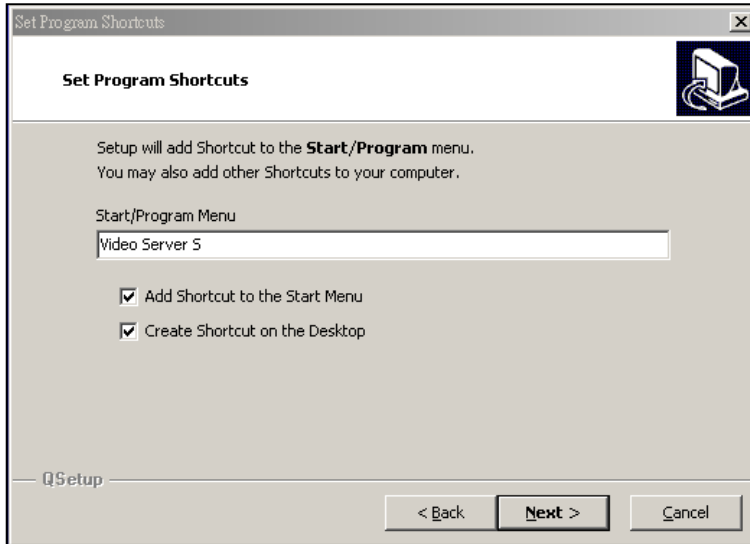 Set Program Shortcuts
Set Program Shortcuts
Setup will add Shortcut to the Start/Program menu.
You may also add other Shortcuts to your computer.
Start/Program Menu
Video Server S
Add Shortcut to the Start Menu
Create Shortcut on the Desktop
QSetup
< Back
Next >
Cancel